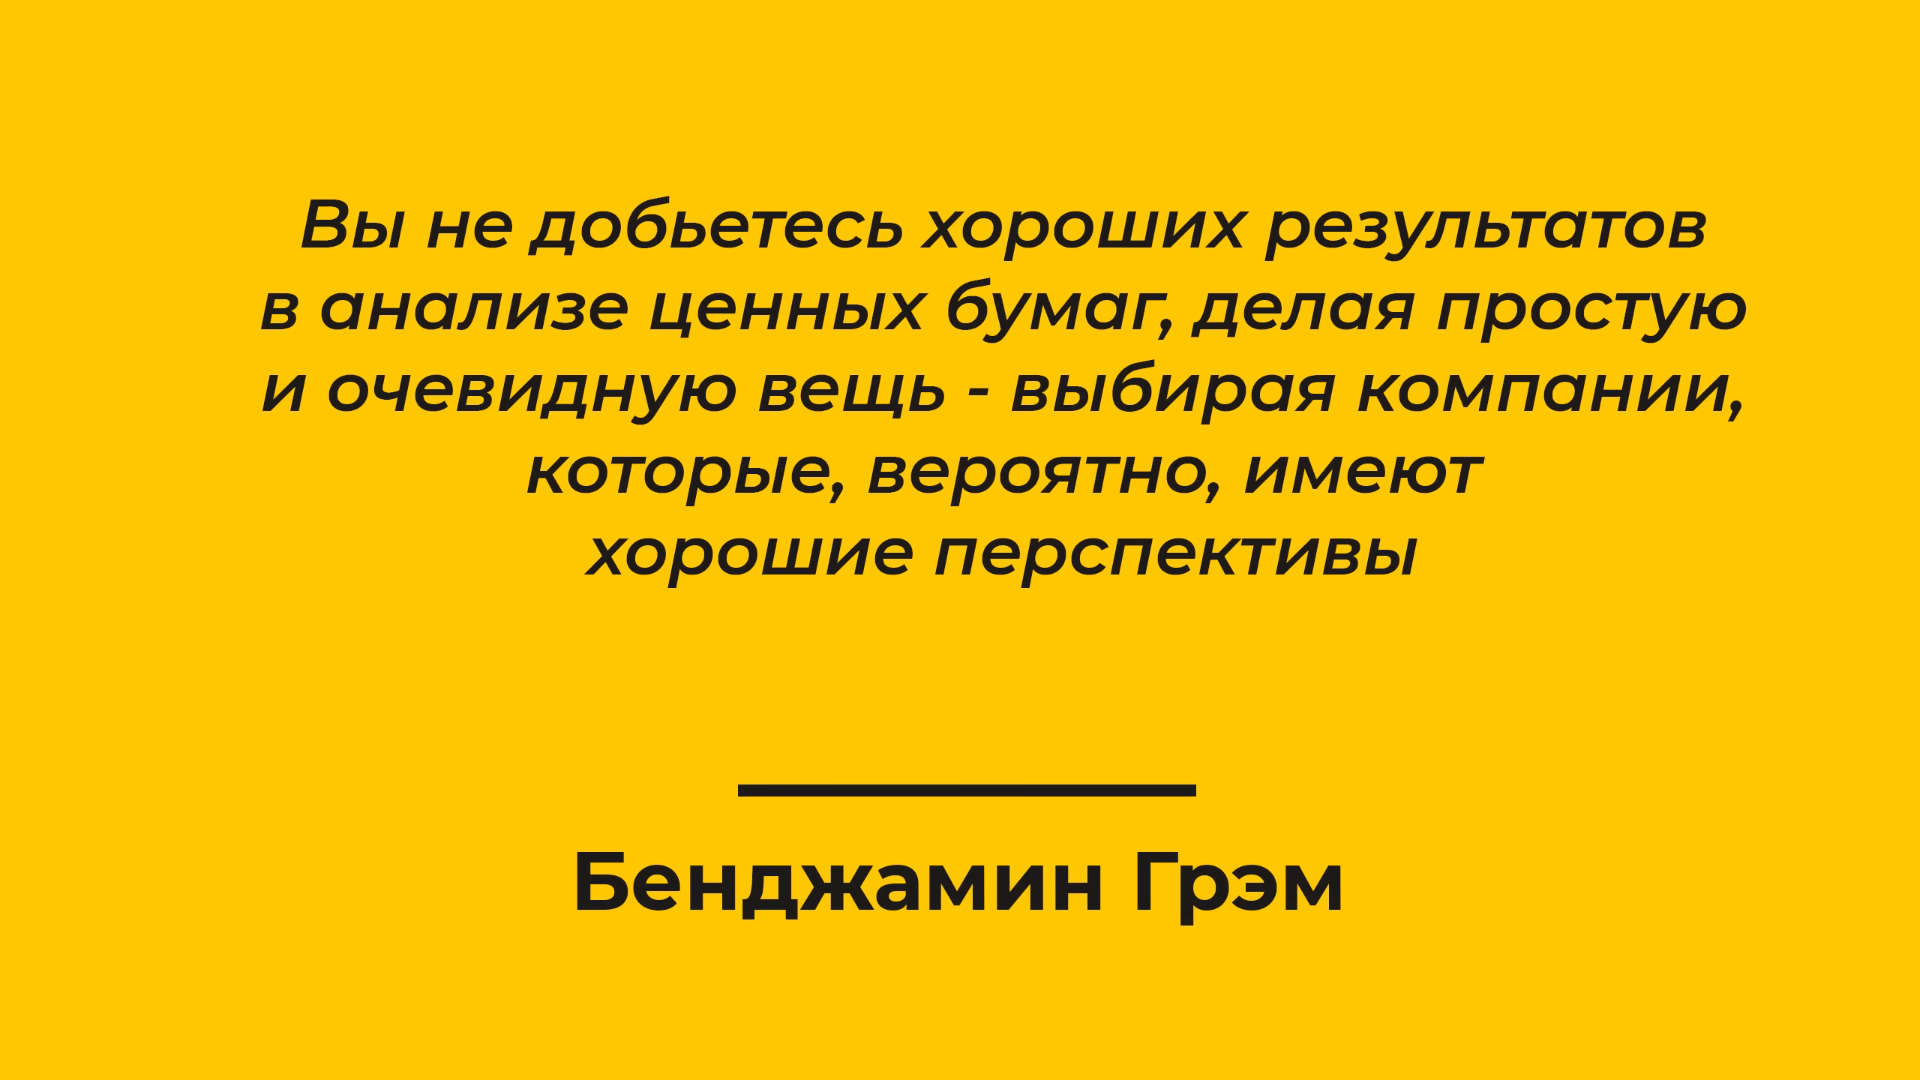 Вы не добьетесь хороших результатов
в анализе ценных бумаг, делая простую
и очевидную вещь - выбирая компании,
которые, вероятно, имеют
хорошие перспективы
Бенджамин Грэм